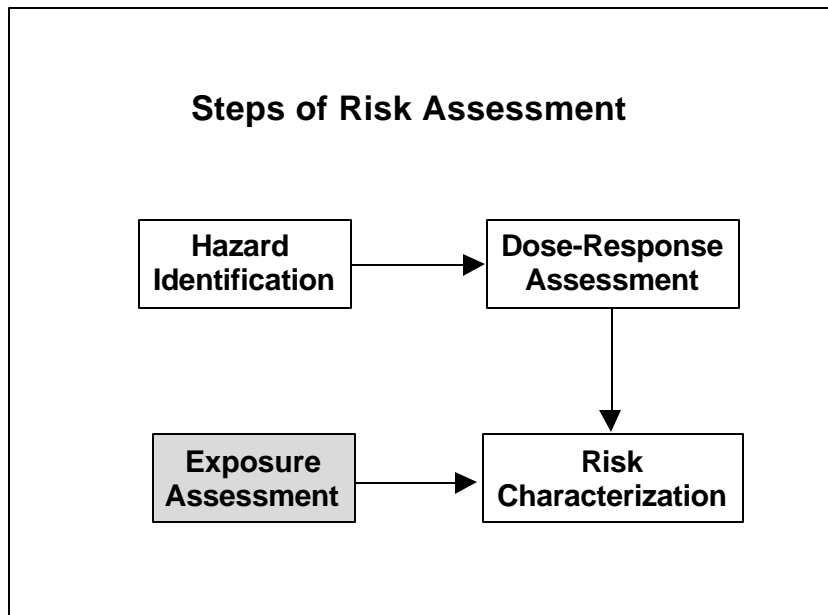 Steps of Risk Assessment
Hazard
Identification
Dose-Response
Assessment
Exposure
Assessment
Risk
Characterization